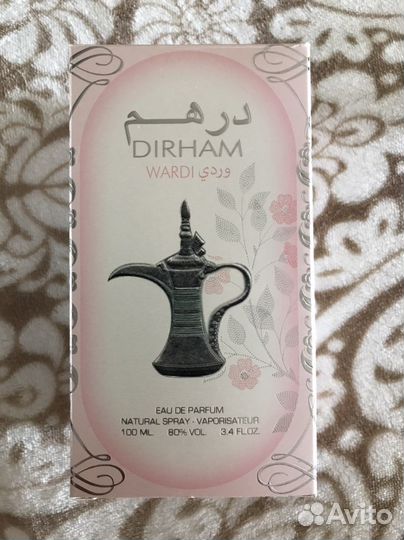 درهم
DIRHAM
WARDI وردي
EAU DE PARFUM
NATURAL SPRAY - VAPORISATEUR
100 ML. 80% VOL. 3.4 FL.OZ.
Avito